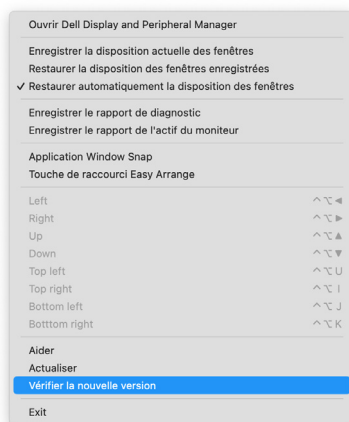 Ouvrir Dell Display and Peripheral Manager
Enregistrer la disposition actuelle des fenêtres
Restaurer la disposition des fenêtres enregistrées
✓ Restaurer automatiquement la disposition des fenêtres
Enregistrer le rapport de diagnostic
Enregistrer le rapport de l'actif du moniteur
Application Window Snap
Touche de raccourci Easy Arrange
Left ^⌥◀
Right ^⌥▶
Up ^⌥▲
Down ^⌥▼
Top left ^⌥U
Top right ^⌥I
Bottom left ^⌥J
Botttom right ^⌥K
Aider
Actualiser
Vérifier la nouvelle version
Exit